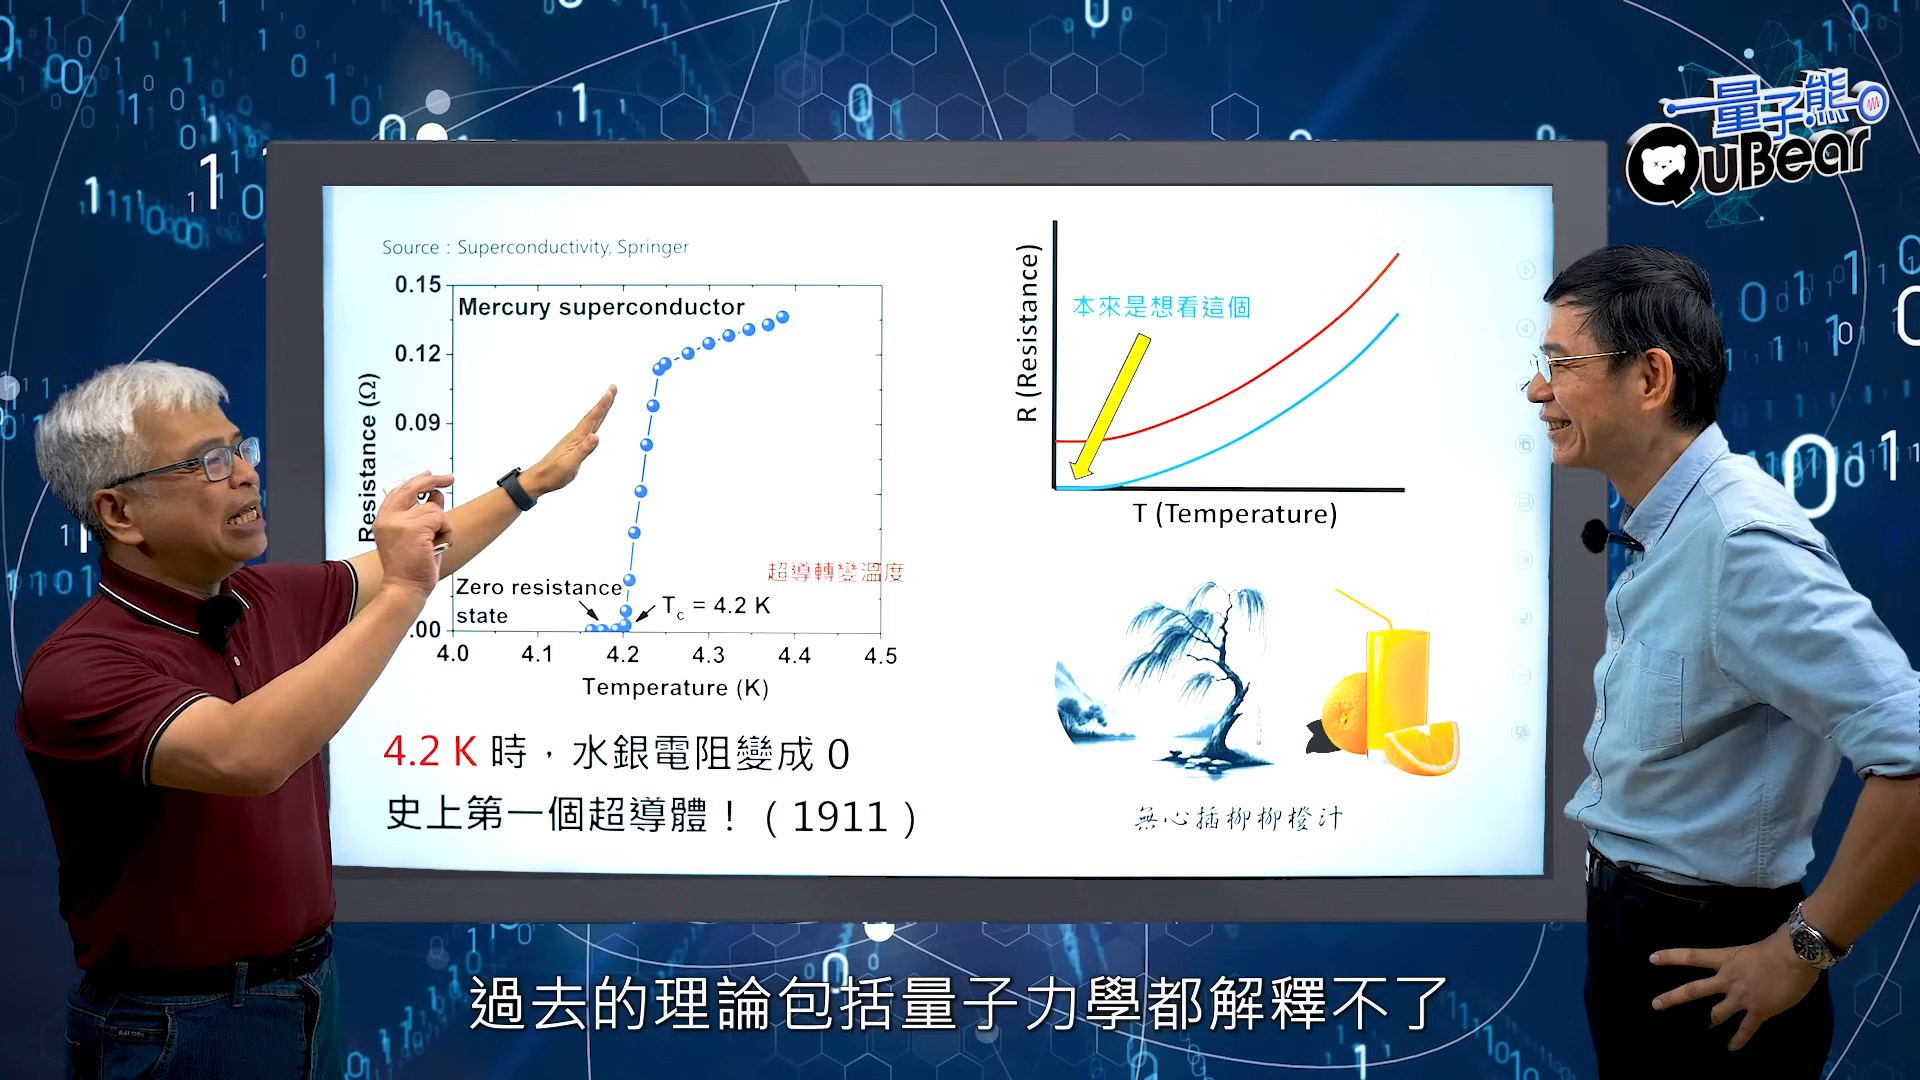 量子熊
QuBear
Source : Superconductivity, Springer
0.15
0.12
0.09
.00
Resistance (Ω)
Mercury superconductor
Zero resistance
state
超導轉變溫度
Tc = 4.2 K
4.0 4.1 4.2 4.3 4.4 4.5
Temperature (K)
4.2 K 時，水銀電阻變成 0
史上第一個超導體！（1911）
R (Resistance)
本來是想看這個
T (Temperature)
無心插柳柳橙汁
過去的理論包括量子力學都解釋不了